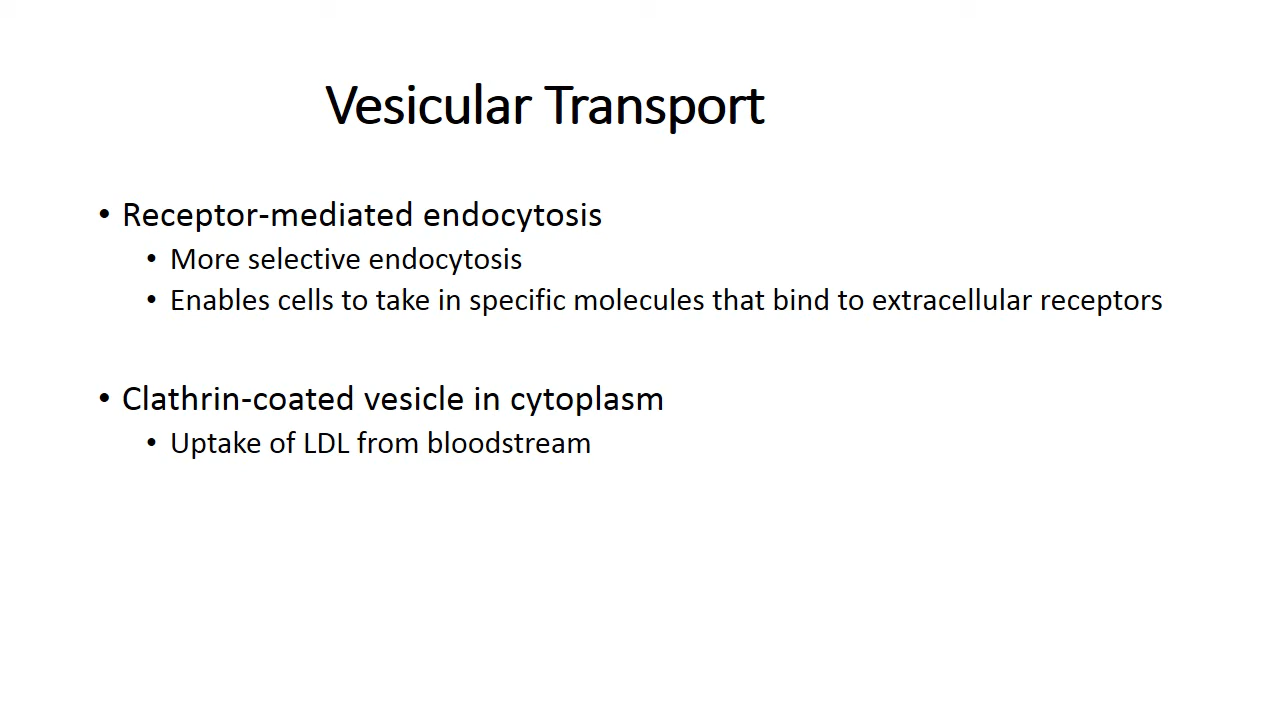 Vesicular Transport
• Receptor-mediated endocytosis
• More selective endocytosis
• Enables cells to take in specific molecules that bind to extracellular receptors
• Clathrin-coated vesicle in cytoplasm
• Uptake of LDL from bloodstream